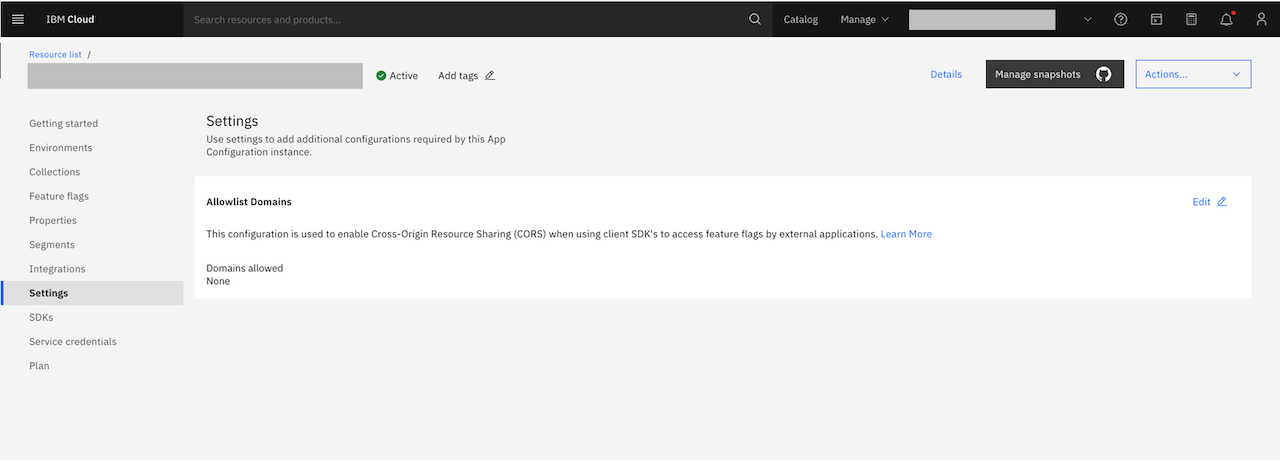 IBM Cloud
Search resources and products...
Catalog
Manage
Resource list /
Active
Add tags
Details
Manage snapshots
Actions...
Getting started
Environments
Collections
Feature flags
Properties
Segments
Integrations
Settings
SDKs
Service credentials
Plan
Settings
Use settings to add additional configurations required by this App
Configuration instance.
Allowlist Domains
Edit
This configuration is used to enable Cross-Origin Resource Sharing (CORS) when using client SDK's to access feature flags by external applications. Learn More
Domains allowed
None